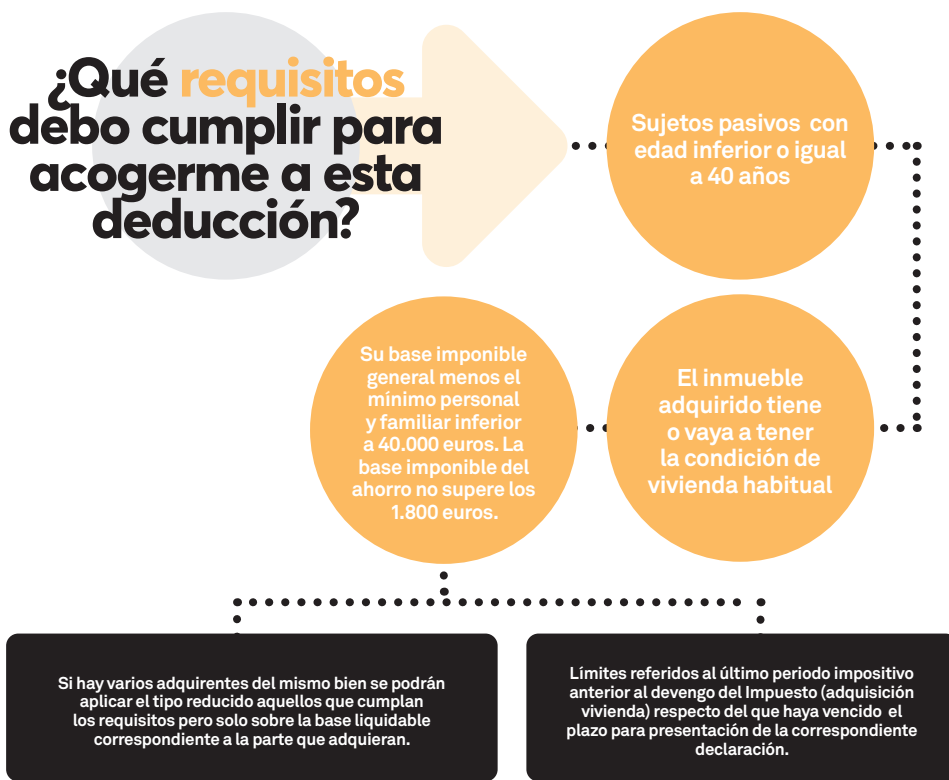 ¿Qué requisitos
debo cumplir para
acogerme a esta
deducción?
Sujetos pasivos con
edad inferior o igual
a 40 años
El inmueble
adquirido tiene
o vaya a tener
la condición de
vivienda habitual
Su base imponible
general menos el
mínimo personal
y familiar inferior
a 40.000 euros. La
base imponible del
ahorro no supere los
1.800 euros.
Si hay varios adquirentes del mismo bien se podrán
aplicar el tipo reducido aquellos que cumplan
los requisitos pero solo sobre la base liquidable
correspondiente a la parte que adquieran.
Límites referidos al último periodo impositivo
anterior al devengo del Impuesto (adquisición
vivienda) respecto del que haya vencido el
plazo para presentación de la correspondiente
declaración.